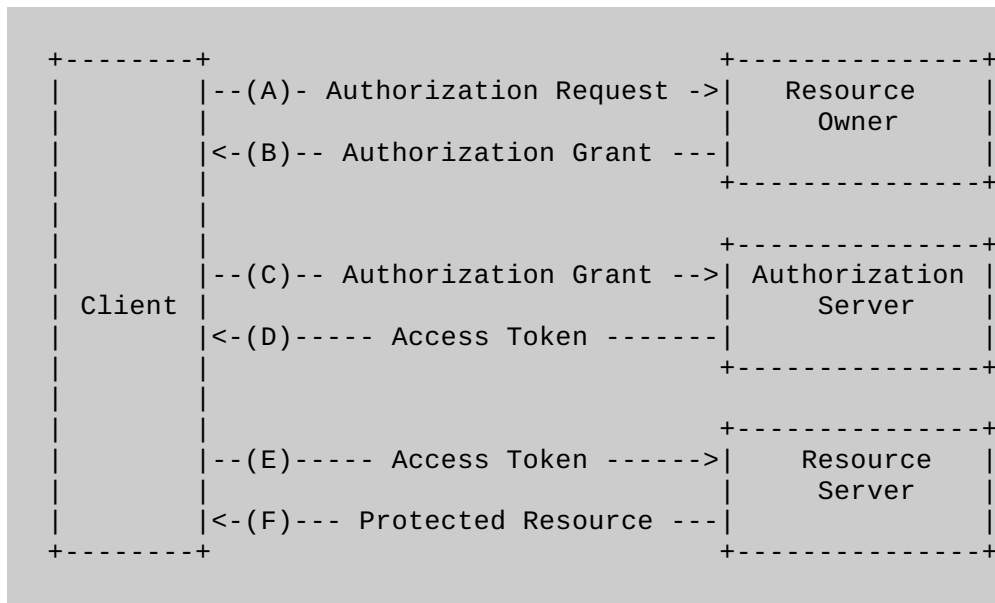 +--------+                               +---------------+
|        |--(A)- Authorization Request ->|   Resource    |
|        |                               |     Owner     |
|        |<-(B)-- Authorization Grant ---|               |
|        |                               +---------------+
|        |
|        |                               +---------------+
|        |--(C)-- Authorization Grant -->| Authorization |
| Client |                               |     Server    |
|        |<-(D)----- Access Token -------|               |
|        |                               +---------------+
|        |
|        |                               +---------------+
|        |--(E)----- Access Token ------>|    Resource   |
|        |                               |     Server    |
|        |<-(F)--- Protected Resource ---|               |
+--------+                               +---------------+